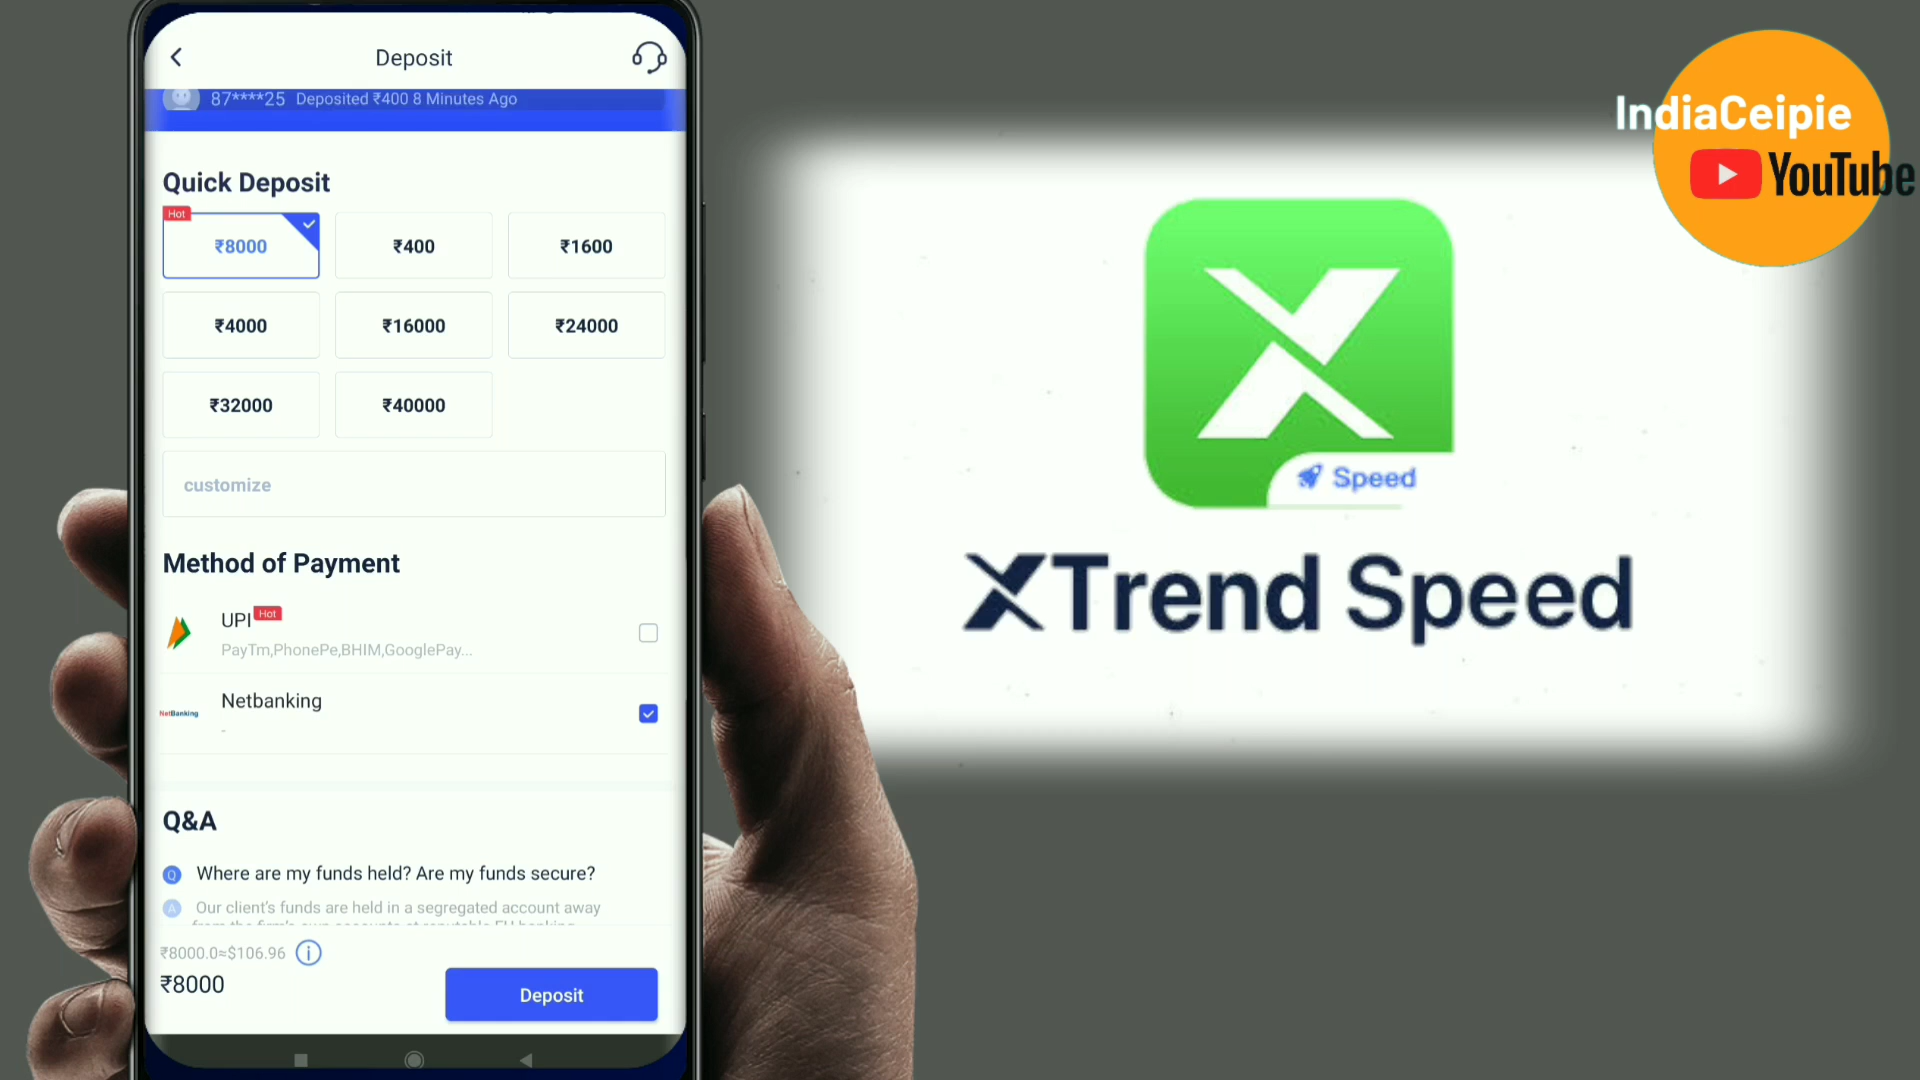 Deposit
87****25 Deposited ₹400 8 Minutes Ago
Quick Deposit
Hot
₹8000
₹400
₹1600
₹4000
₹16000
₹24000
₹32000
₹40000
customize
Method of Payment
UPI Hot
PayTm,PhonePe,BHIM,GooglePay...
Netbanking
NetBanking
-
Q&A
Q Where are my funds held? Are my funds secure?
A Our client's funds are held in a segregated account away
₹8000.0≈$106.96 i
₹8000
Deposit
IndiaCeipie
YouTube
Speed
XTrend Speed